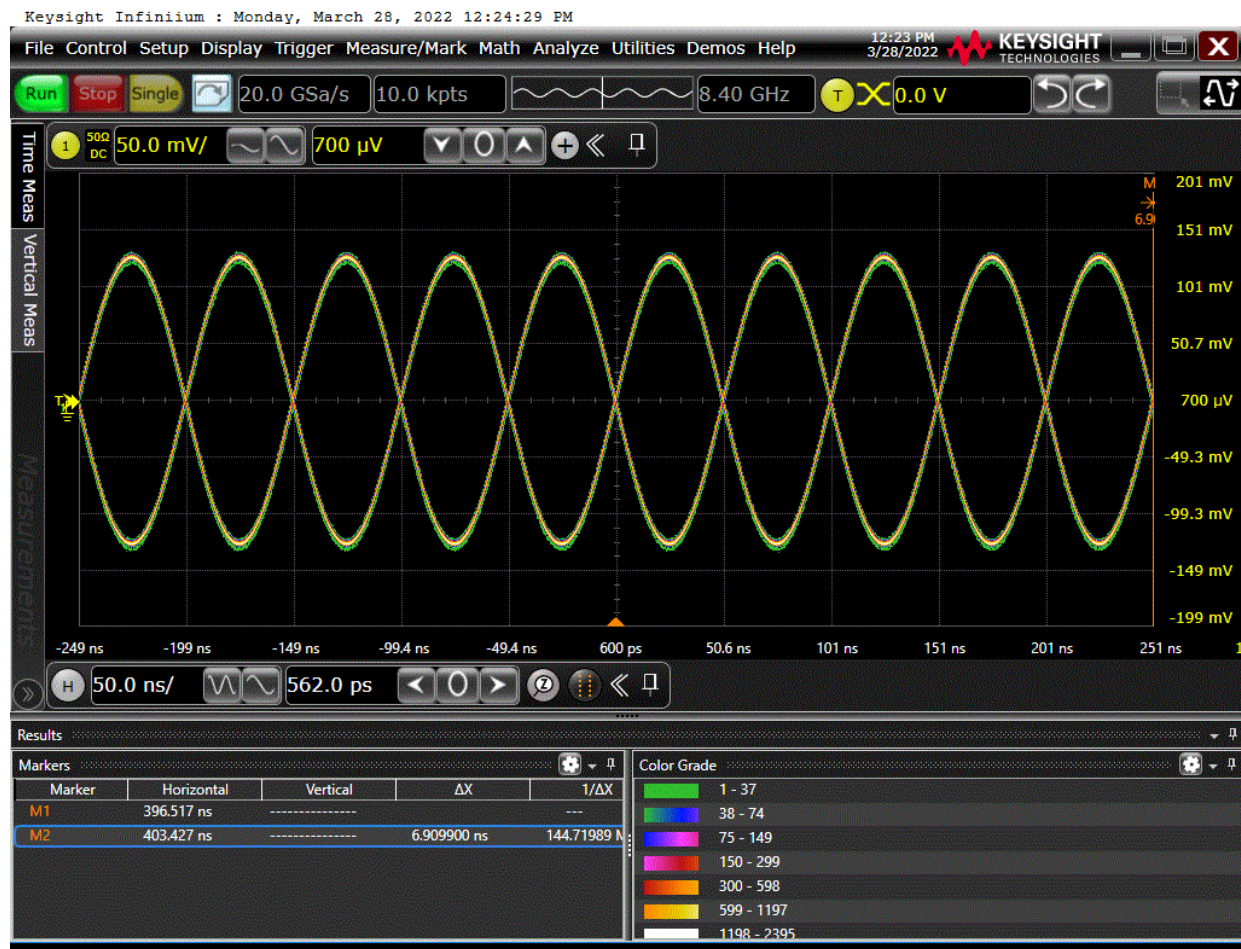 Keysight Infiniium : Monday, March 28, 2022 12:24:29 PM
File Control Setup Display Trigger Measure/Mark Math Analyze Utilities Demos Help
12:23 PM
3/28/2022
KEYSIGHT
TECHNOLOGIES
Run Stop Single 20.0 GSa/s 10.0 kpts 8.40 GHz T 0.0 V
Time Meas
Vertical Meas
Measurements
1 50Ω DC 50.0 mV/ 700 µV
M
6.9
201 mV
151 mV
101 mV
50.7 mV
700 µV
-49.3 mV
-99.3 mV
-149 mV
-199 mV
T
-249 ns -199 ns -149 ns -99.4 ns -49.4 ns 600 ps 50.6 ns 101 ns 151 ns 201 ns 251 ns 1
H 50.0 ns/ 562.0 ps 0 Z
Results
Markers
Marker Horizontal Vertical ΔX 1/ΔX
M1 396.517 ns --------------- ---
M2 403.427 ns --------------- 6.909900 ns 144.71989 M
Color Grade
1 - 37
38 - 74
75 - 149
150 - 299
300 - 598
599 - 1197
1198 - 2395